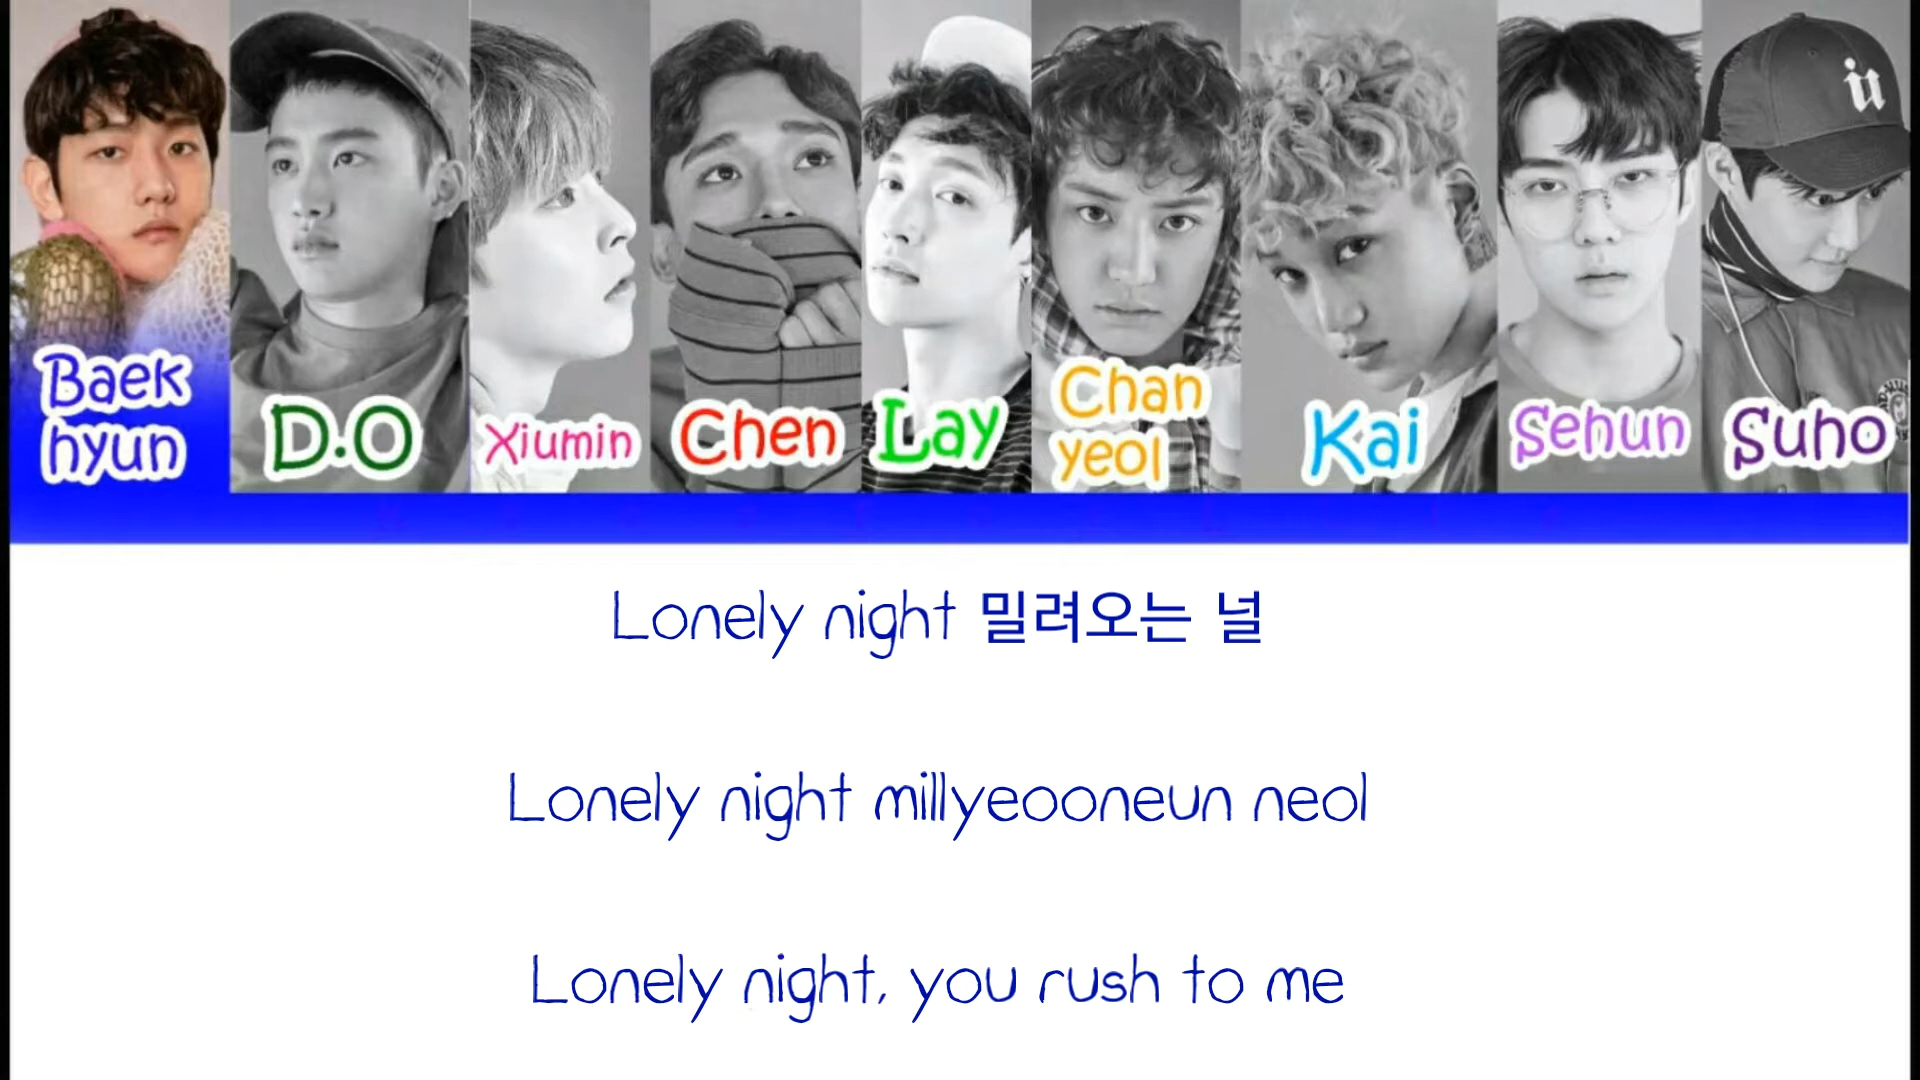 Baek
hyun
D.O
Xiumin
Chen
Lay
Chan
yeol
Kai
Sehun
Suho
Lonely night 밀려오는 널
Lonely night millyeooneun neol
Lonely night, you rush to me